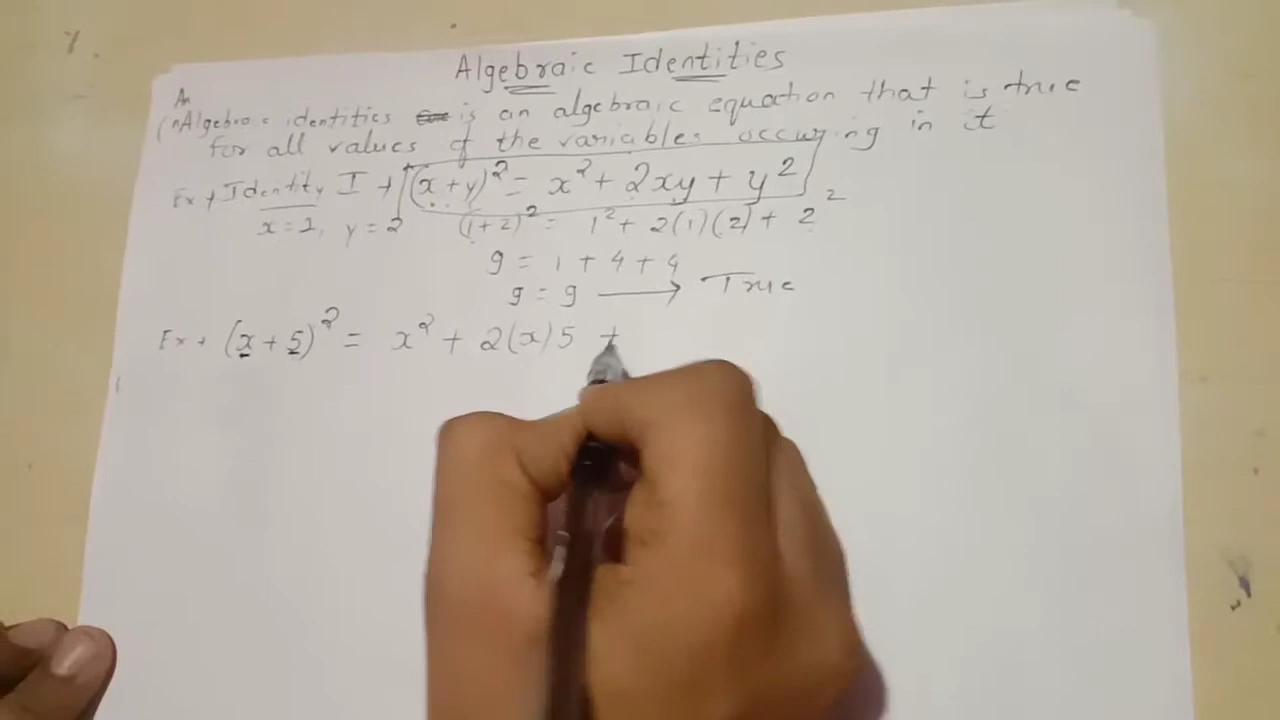 Algebraic Identities
An
(Algebraic identities is an algebraic equation that is true
for all values of the variables occuring in it
Ex → Identity I → (x + y)² = x² + 2xy + y²
x = 1, y = 2 (1 + 2)² = 1² + 2(1)(2) + 2²
9 = 1 + 4 + 4
9 = 9 → True
Ex → (x + 5)² = x² + 2(x)5 +